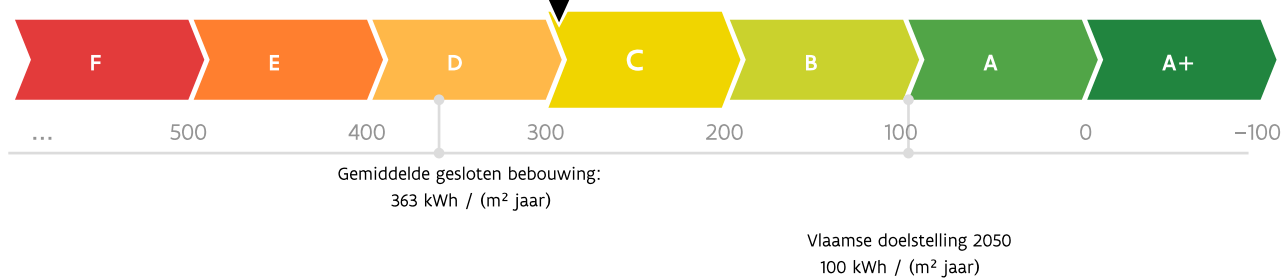 F E D C B A A+
... 500 400 300 200 100 0 −100
Gemiddelde gesloten bebouwing:
363 kWh / (m² jaar)
Vlaamse doelstelling 2050
100 kWh / (m² jaar)